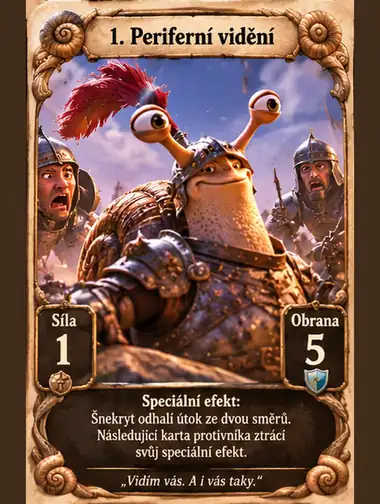 1. Periferní vidění
Síla
1
Obrana
5
Speciální efekt:
Šnekryt odhalí útok ze dvou směrů.
Následující karta protivníka ztrácí
svůj speciální efekt.
„Vidím vás. A i vás taky.“